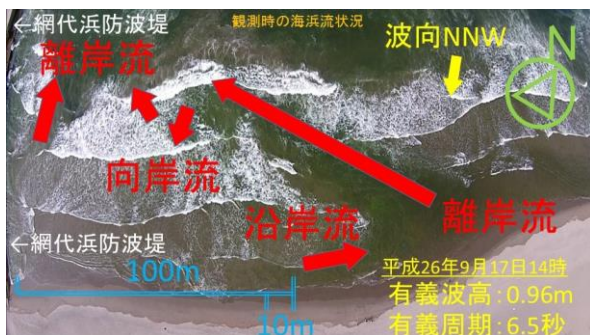 観測時の海浜流状況
←網代浜防波堤
離岸流
波向NNW
N
向岸流
離岸流
沿岸流
←網代浜防波堤
100m
10m
平成26年9月17日14時
有義波高:0.96m
有義周期:6.5秒